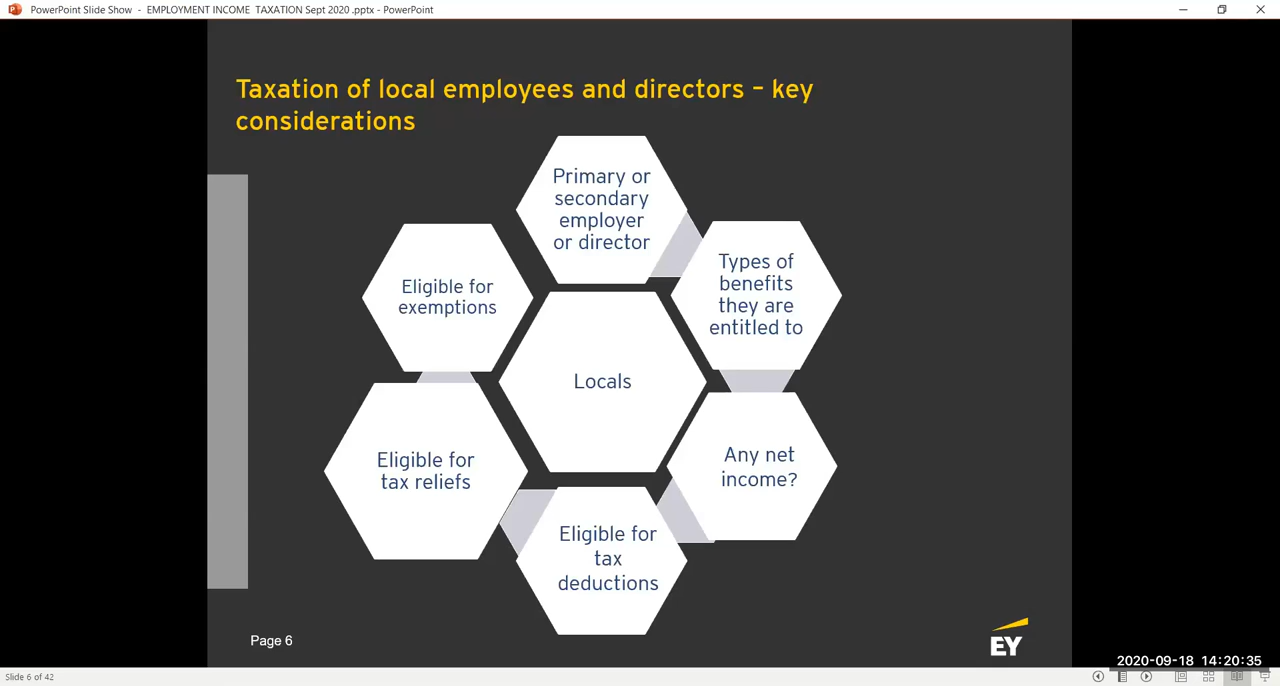 PowerPoint Slide Show - EMPLOYMENT INCOME TAXATION Sept 2020 .pptx - PowerPoint
Taxation of local employees and directors – key
considerations
Primary or
secondary
employer
or director
Types of
benefits
they are
entitled to
Any net
income?
Eligible for
tax
deductions
Eligible for
tax reliefs
Eligible for
exemptions
Locals
Page 6
EY
2020-09-18 14:20:35
Slide 6 of 42